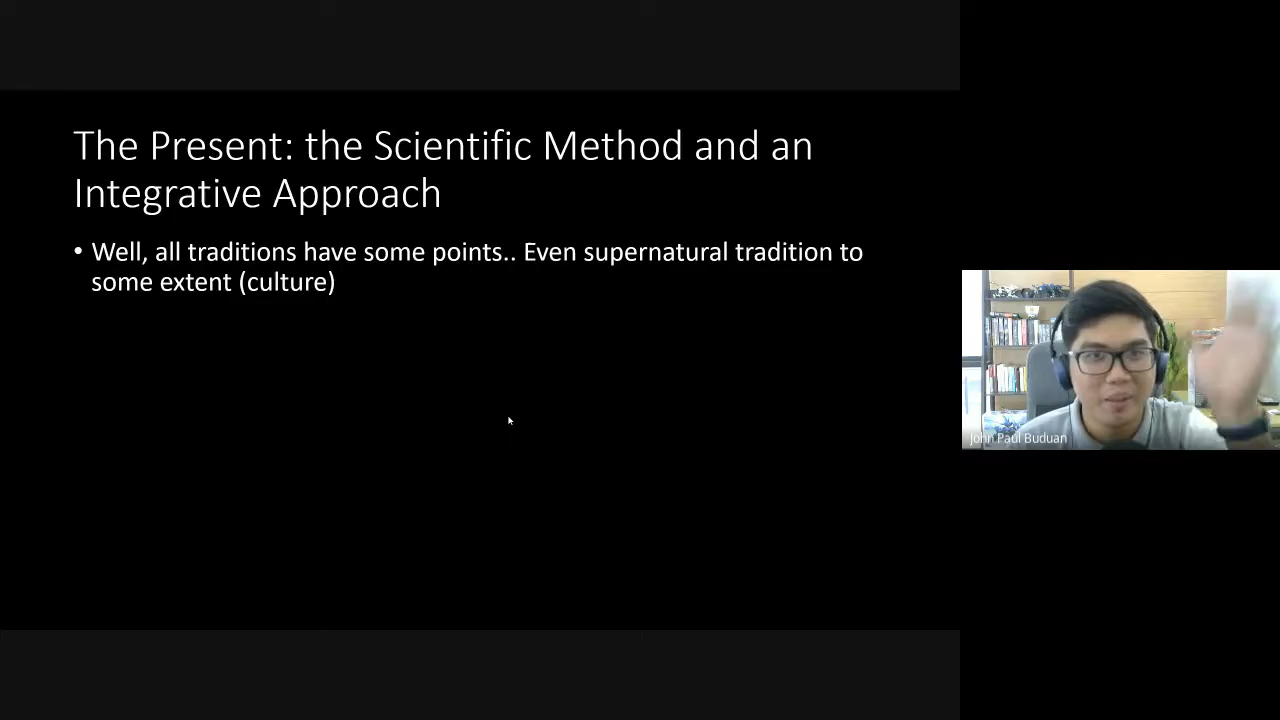 The Present: the Scientific Method and an
Integrative Approach
• Well, all traditions have some points.. Even supernatural tradition to
some extent (culture)
John Paul Buduan